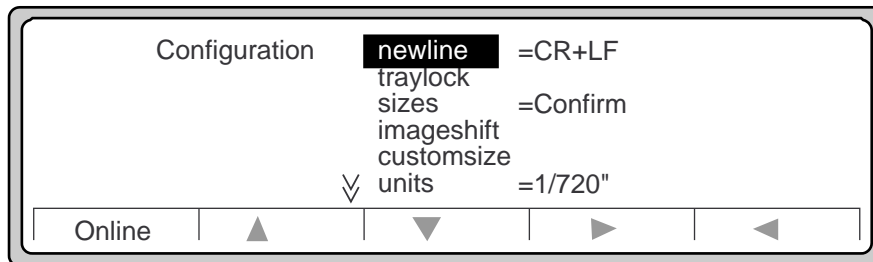 Configuration newline =CR+LF
traylock
sizes =Confirm
imageshift
customsize
units =1/720"
Online